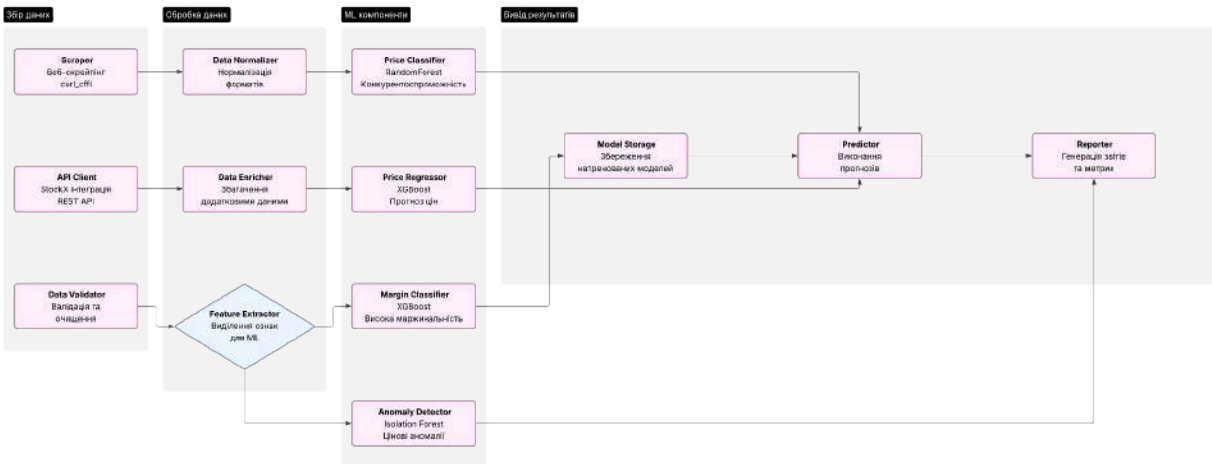 Збір даних
Обробка даних
ML компоненти
Вивід результатів
Scraper
Веб-скрейпінг
curl_cffi
Data Normalizer
Нормалізація
форматів
Price Classifier
RandomForest
Конкурентоспроможність
Model Storage
Збереження
натренованих моделей
Predictor
Виконання
прогнозів
Reporter
Генерація звітів
та метрик
API Client
StockX інтеграція
REST API
Data Enricher
Збагачення
додатковими даними
Price Regressor
XGBoost
Прогноз цін
Data Validator
Валідація та
очищення
Feature Extractor
Виділення ознак
для ML
Margin Classifier
XGBoost
Висока маржинальність
Anomaly Detector
Isolation Forest
Цінові аномалії